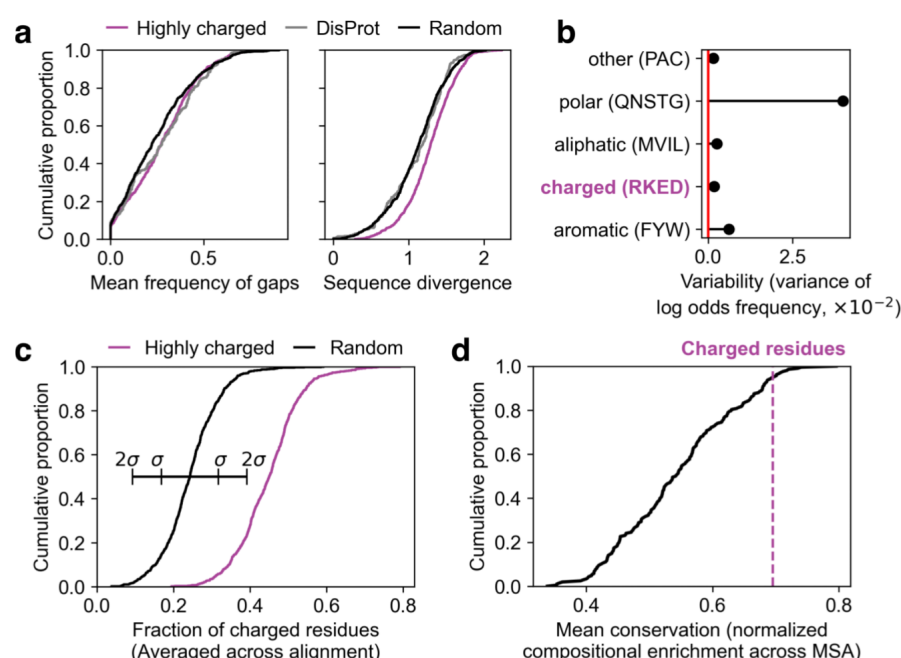 a
Highly charged DisProt Random
1.0
0.8
0.6
0.4
0.2
0.0
Cumulative proportion
0 0.5
Mean frequency of gaps
0 1 2
Sequence divergence
b
other (PAC)
polar (QNSTG)
aliphatic (MVIL)
charged (RKED)
aromatic (FYW)
0.0 2.5
Variability (variance of
log odds frequency, ×10⁻²)
c
Highly charged Random
1.0
0.8
0.6
0.4
0.2
0.0
Cumulative proportion
2σ σ σ 2σ
0.0 0.2 0.4 0.6 0.8
Fraction of charged residues
(Averaged across alignment)
d
Charged residues
1.0
0.8
0.6
0.4
0.2
0.0
Cumulative proportion
0.4 0.6 0.8
Mean conservation (normalized
compositional enrichment across MSA)